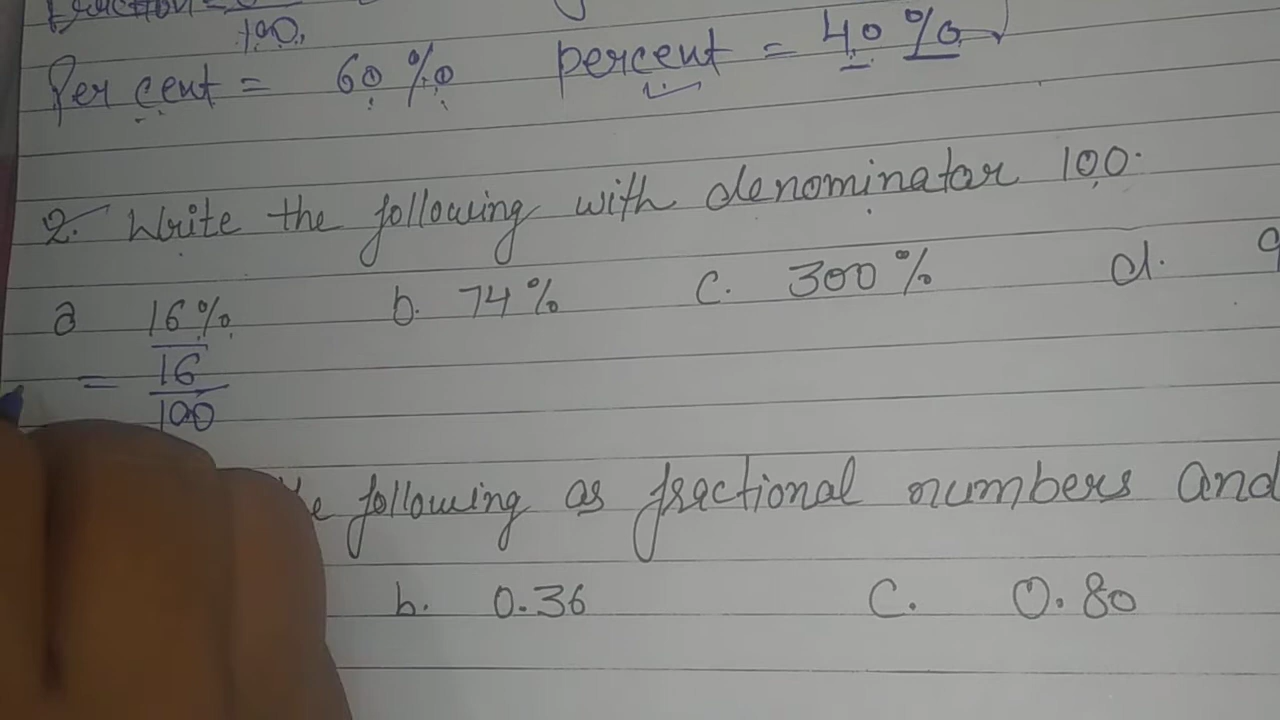 100
Per cent = 60 % percent = 40 %
2. Write the following with denominator 100.
a 16% b. 74% c. 300% d.
= 16
100
following as fractional numbers and
b. 0.36 c. 0.80